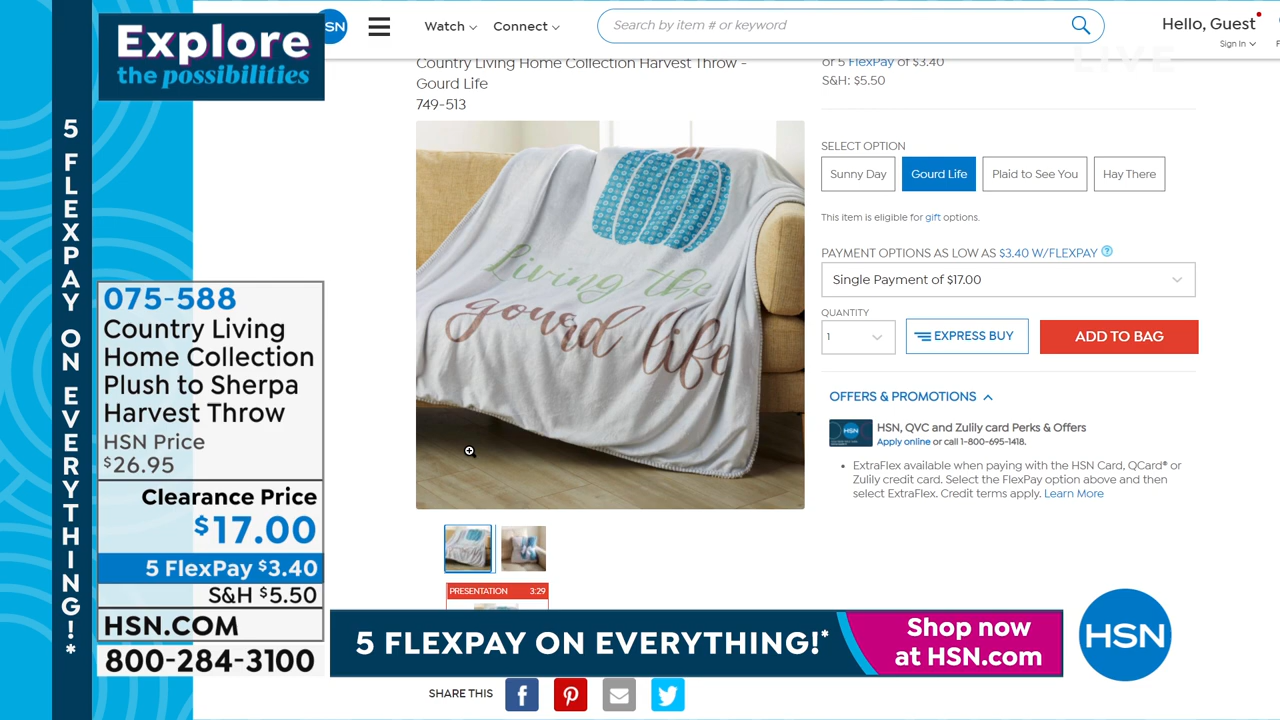 Explore
the possibilities
5 FLEXPAY ON EVERYTHING!*
075-588
Country Living
Home Collection
Plush to Sherpa
Harvest Throw
HSN Price
$26.95
Clearance Price
$17.00
5 FlexPay $3.40
S&H $5.50
HSN.COM
800-284-3100
SN
Watch
Connect
Search by item # or keyword
Hello, Guest
Sign In
LIVE
Country Living Home Collection Harvest Throw -
Gourd Life
749-513
or 5 FlexPay of $3.40
S&H: $5.50
SELECT OPTION
Sunny Day
Gourd Life
Plaid to See You
Hay There
This item is eligible for gift options.
PAYMENT OPTIONS AS LOW AS $3.40 W/FLEXPAY ?
Single Payment of $17.00
QUANTITY
1
EXPRESS BUY
ADD TO BAG
OFFERS & PROMOTIONS
HSN
HSN, QVC and Zulily card Perks & Offers
Apply online or call 1-800-695-1418.
• ExtraFlex available when paying with the HSN Card, QCard® or
Zulily credit card. Select the FlexPay option above and then
select ExtraFlex. Credit terms apply. Learn More
Living the
gourd life
PRESENTATION 3:29
5 FLEXPAY ON EVERYTHING!*
Shop now
at HSN.com
HSN
SHARE THIS